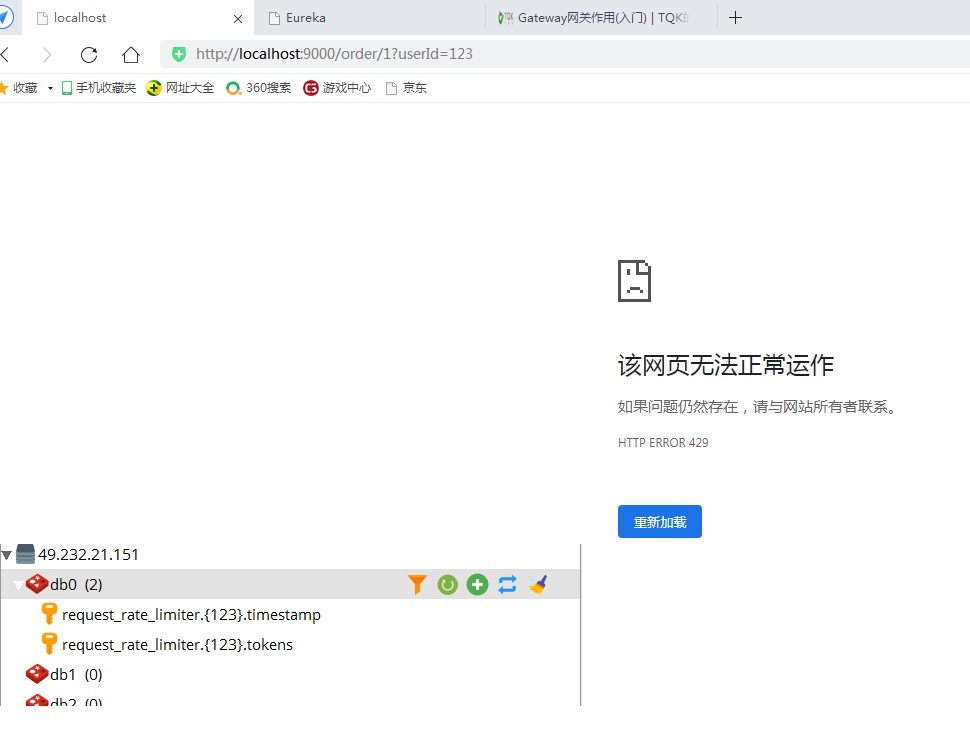 localhost
Eureka
Gateway网关作用(入门) | TQK
http://localhost:9000/order/1?userId=123
收藏 手机收藏夹 网址大全 360搜索 游戏中心 京东
该网页无法正常运作
如果问题仍然存在，请与网站所有者联系。
HTTP ERROR 429
重新加载
49.232.21.151
db0 (2)
request_rate_limiter.{123}.timestamp
request_rate_limiter.{123}.tokens
db1 (0)
db2 (0)